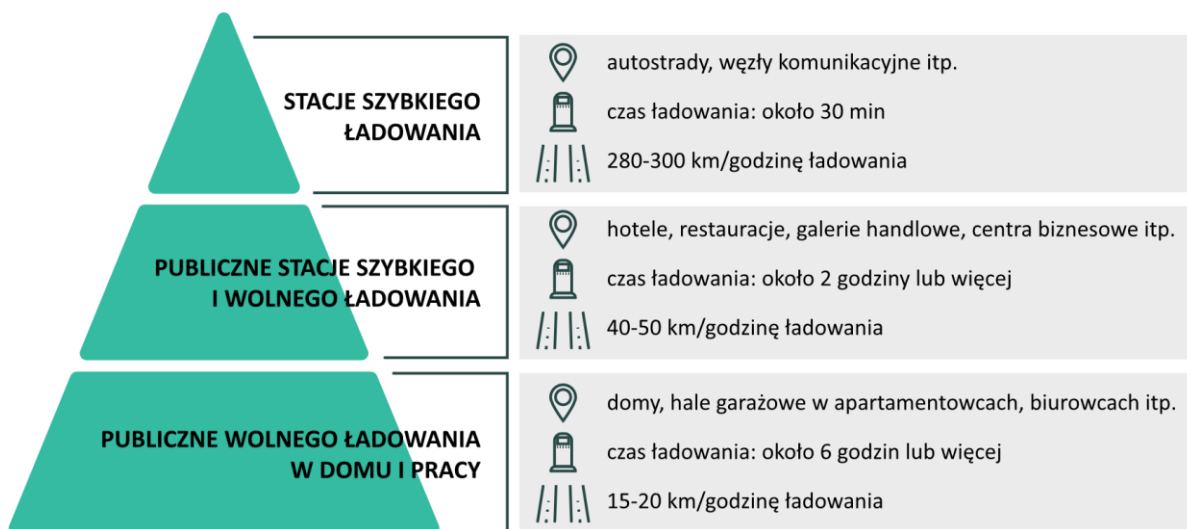 STACJE SZYBKIEGO
ŁADOWANIA
autostrady, węzły komunikacyjne itp.
czas ładowania: około 30 min
280-300 km/godzinę ładowania
PUBLICZNE STACJE SZYBKIEGO
I WOLNEGO ŁADOWANIA
hotele, restauracje, galerie handlowe, centra biznesowe itp.
czas ładowania: około 2 godziny lub więcej
40-50 km/godzinę ładowania
PUBLICZNE WOLNEGO ŁADOWANIA
W DOMU I PRACY
domy, hale garażowe w apartamentowcach, biurowcach itp.
czas ładowania: około 6 godzin lub więcej
15-20 km/godzinę ładowania